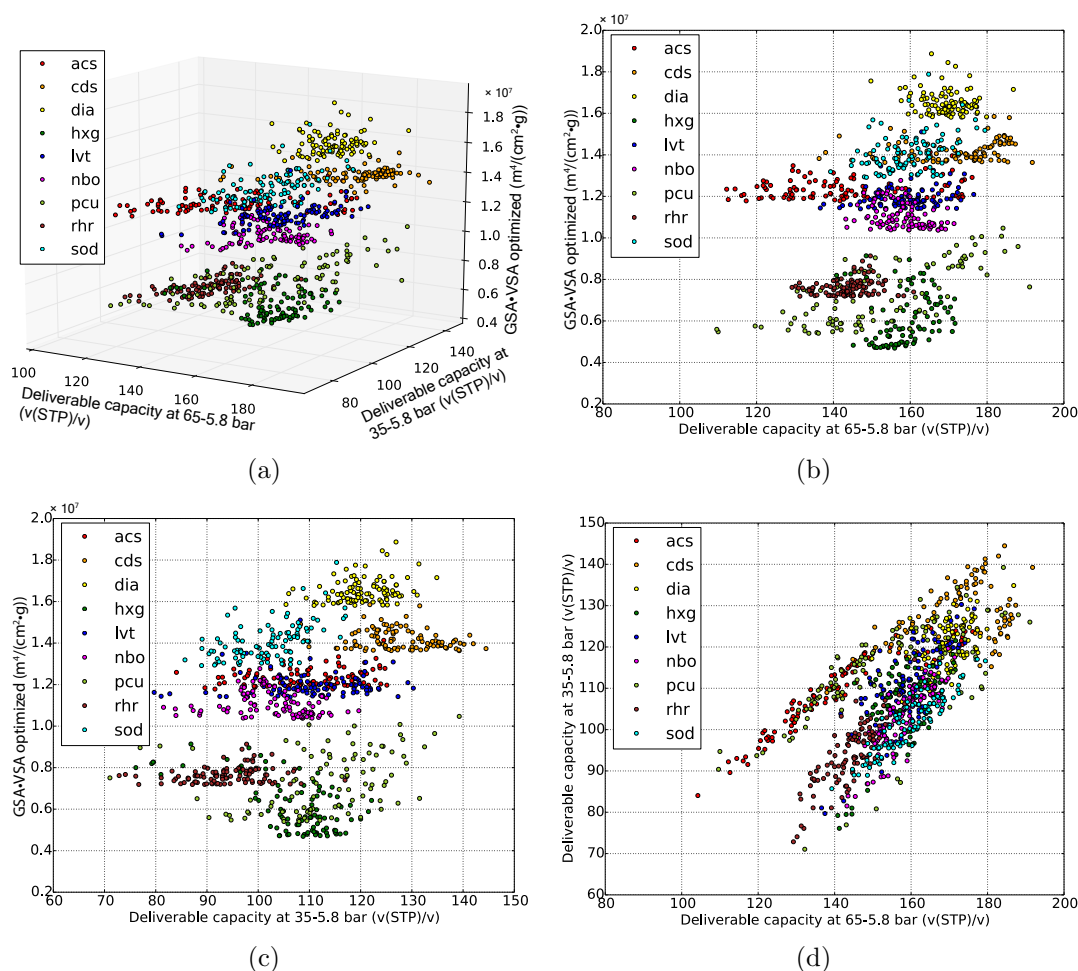 acs
cds
dia
hxg
lvt
nbo
pcu
rhr
sod
× 10⁷
1.8
1.6
1.4
1.2
1.0
0.8
0.6
0.4
GSA•VSA optimized (m⁴/(cm²•g))
100
120
140
160
180
Deliverable capacity at 65-5.8 bar
(v(STP)/v)
80
100
120
140
Deliverable capacity at
35-5.8 bar (v(STP)/v)
(a)
× 10⁷
2.0
1.8
1.6
1.4
1.2
1.0
0.8
0.6
0.4
0.2
GSA•VSA optimized (m⁴/(cm²•g))
acs
cds
dia
hxg
lvt
nbo
pcu
rhr
sod
80
100
120
140
160
180
200
Deliverable capacity at 65-5.8 bar (v(STP)/v)
(b)
× 10⁷
2.0
1.8
1.6
1.4
1.2
1.0
0.8
0.6
0.4
0.2
GSA•VSA optimized (m⁴/(cm²•g))
acs
cds
dia
hxg
lvt
nbo
pcu
rhr
sod
60
70
80
90
100
110
120
130
140
150
Deliverable capacity at 35-5.8 bar (v(STP)/v)
(c)
150
140
130
120
110
100
90
80
70
60
Deliverable capacity at 35-5.8 bar (v(STP)/v)
acs
cds
dia
hxg
lvt
nbo
pcu
rhr
sod
80
100
120
140
160
180
200
Deliverable capacity at 65-5.8 bar (v(STP)/v)
(d)